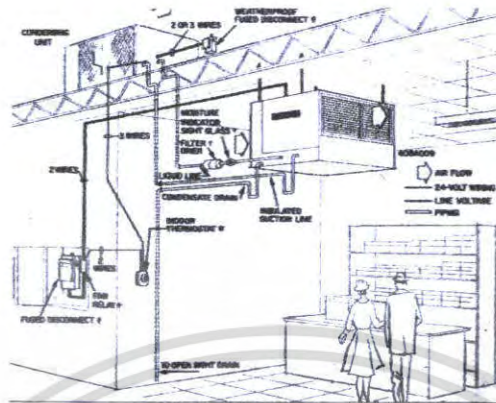 WEATHERPROOF
FUSED DISCONNECT †
2 OR 3 WIRES
CONDENSING
UNIT
MOISTURE
INDICATOR
SIGHT GLASS †
FILTER †
DRIER
3 WIRES
2 WIRES
LIQUID LINE
CONDENSATE DRAIN
INSULATED
SUCTION LINE
AIR FLOW
24-VOLT WIRING
LINE VOLTAGE
PIPING
INDOOR
THERMOSTAT †
WIRES
FAN
RELAY †
FUSED DISCONNECT †
TO OPEN SIGHT DRAIN